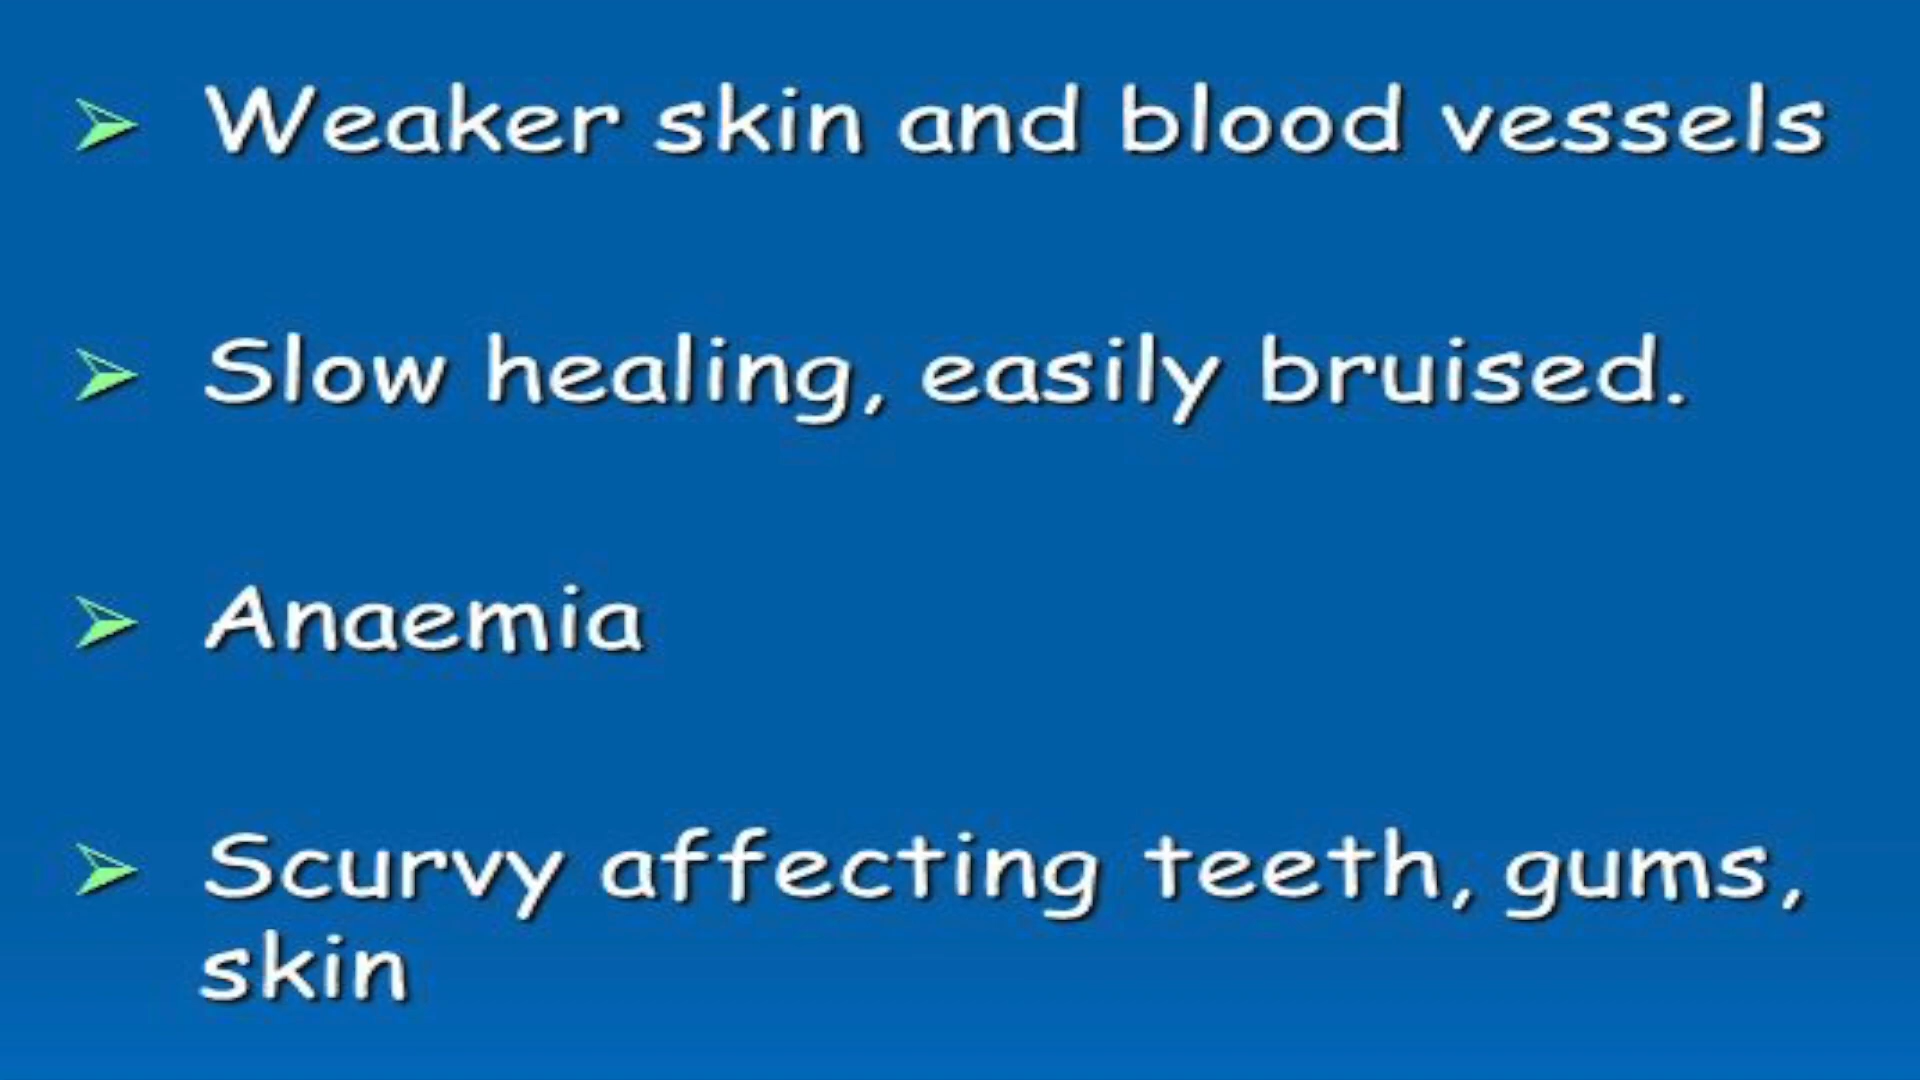 Weaker skin and blood vessels
Slow healing, easily bruised.
Anaemia
Scurvy affecting teeth, gums,
skin